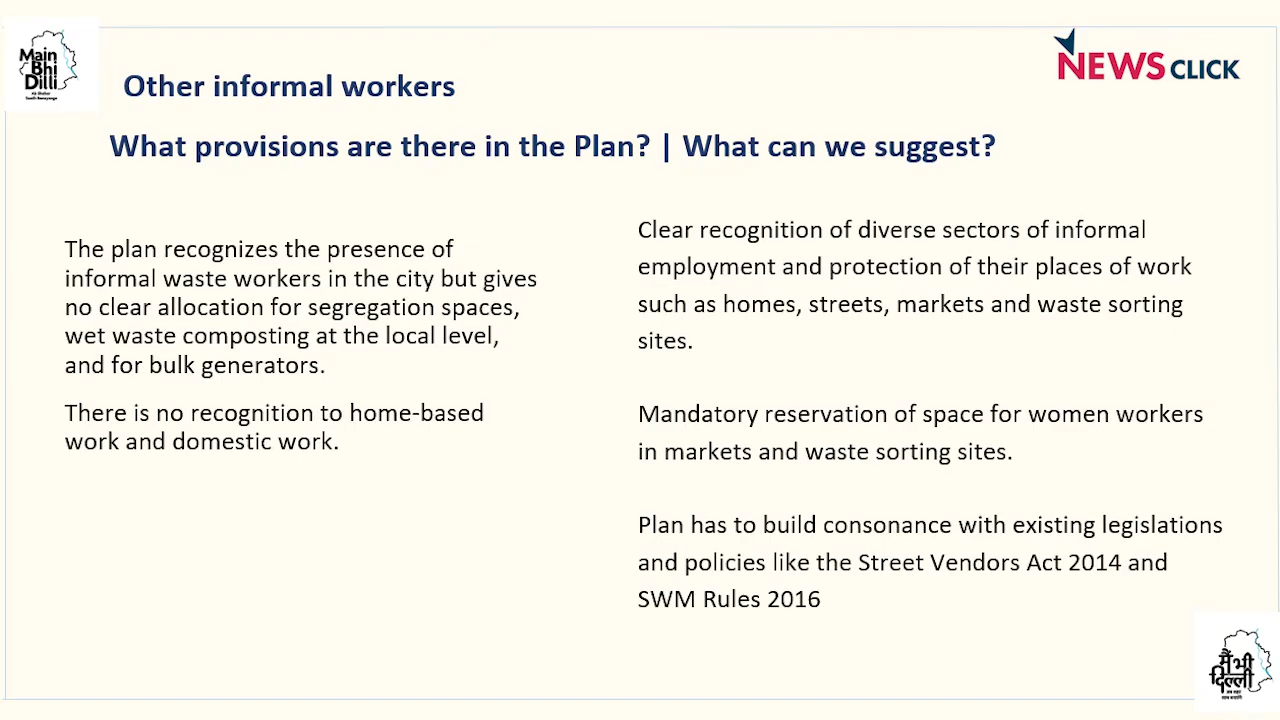 Main
Bhi
Dilli
NEWS CLICK
Other informal workers
What provisions are there in the Plan? | What can we suggest?
The plan recognizes the presence of
informal waste workers in the city but gives
no clear allocation for segregation spaces,
wet waste composting at the local level,
and for bulk generators.
There is no recognition to home-based
work and domestic work.
Clear recognition of diverse sectors of informal
employment and protection of their places of work
such as homes, streets, markets and waste sorting
sites.
Mandatory reservation of space for women workers
in markets and waste sorting sites.
Plan has to build consonance with existing legislations
and policies like the Street Vendors Act 2014 and
SWM Rules 2016
मैं भी
दिल्ली